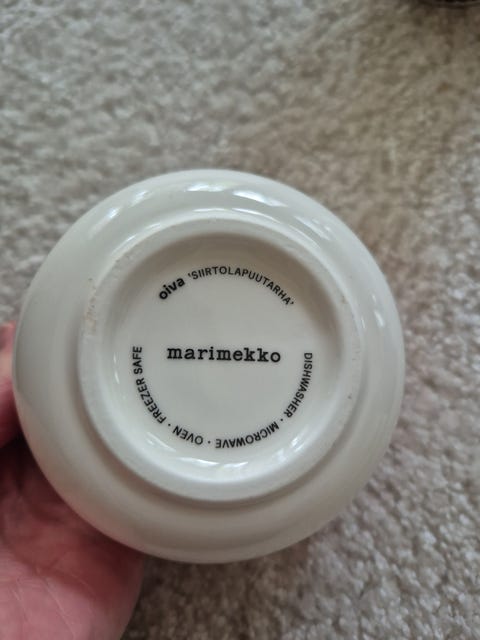 oiva 'SIIRTOLAPUUTARHA'
marimekko
DISHWASHER · MICROWAVE · OVEN · FREEZER SAFE